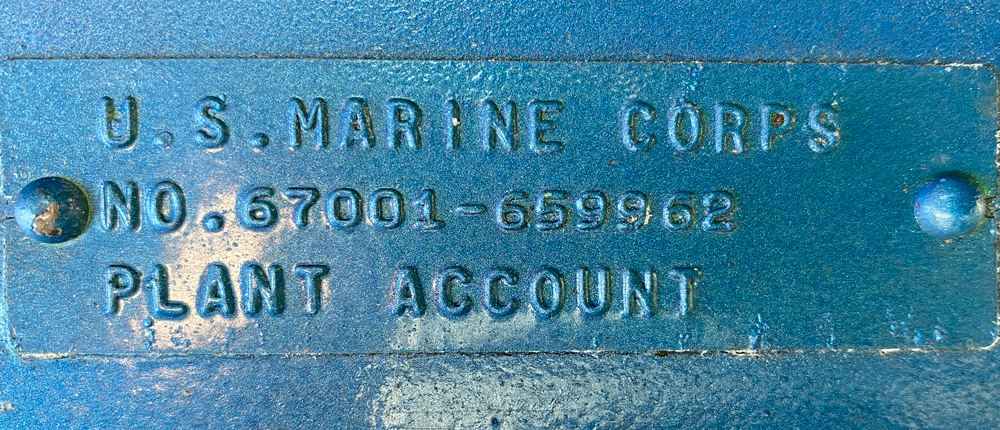 U.S.MARINE CORPS
NO.67001-659962
PLANT ACCOUNT